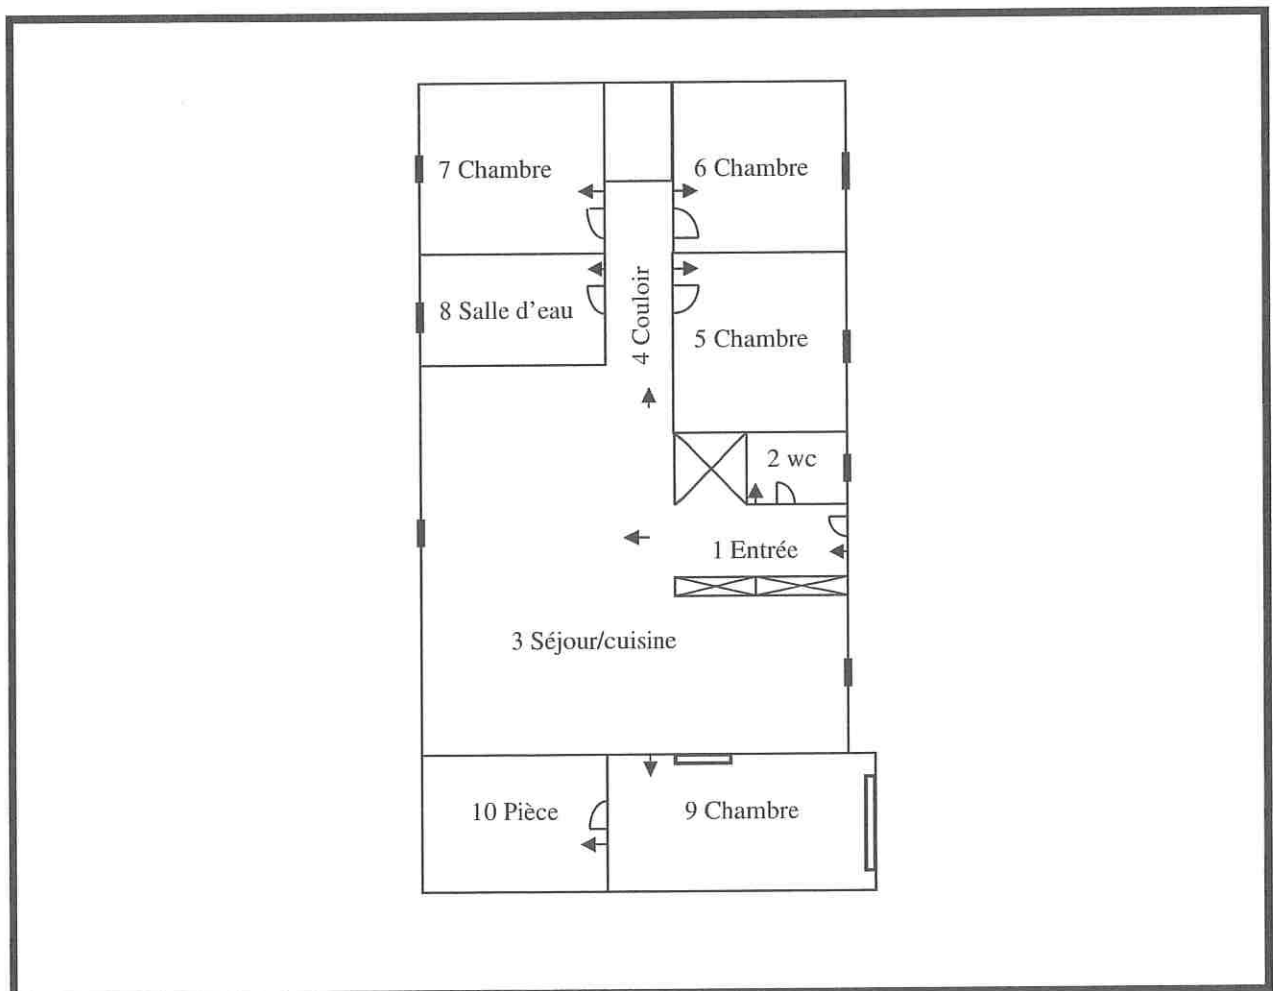 7 Chambre
6 Chambre
8 Salle d’eau
4 Couloir
5 Chambre
2 wc
1 Entrée
3 Séjour/cuisine
10 Pièce
9 Chambre